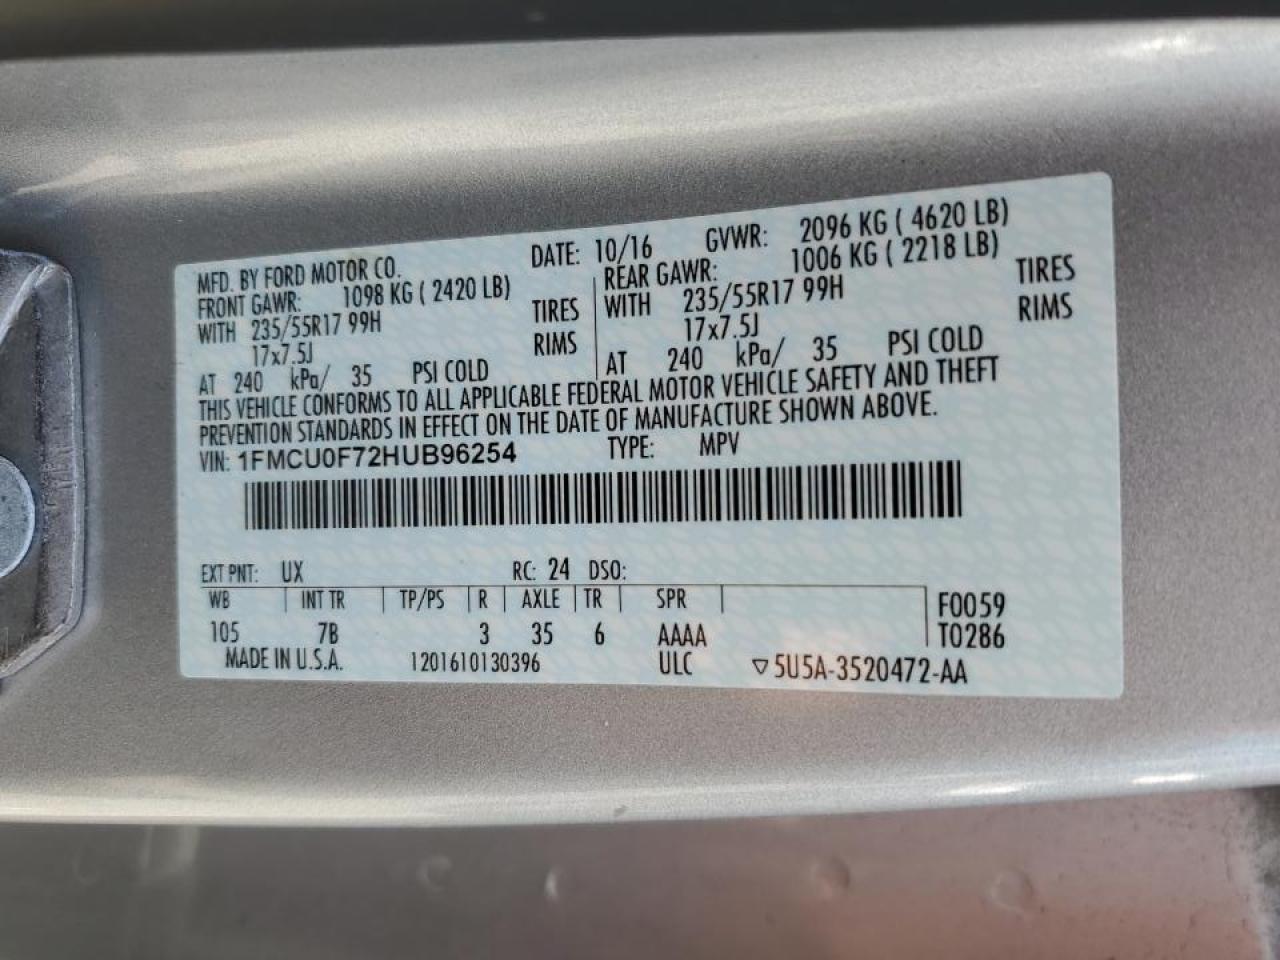 MFD. BY FORD MOTOR CO. DATE: 10/16 GVWR: 2096 KG ( 4620 LB)
FRONT GAWR: 1098 KG ( 2420 LB) REAR GAWR: 1006 KG ( 2218 LB)
WITH 235/55R17 99H TIRES WITH 235/55R17 99H TIRES
17x7.5J RIMS 17x7.5J RIMS
AT 240 kPa/ 35 PSI COLD AT 240 kPa/ 35 PSI COLD
THIS VEHICLE CONFORMS TO ALL APPLICABLE FEDERAL MOTOR VEHICLE SAFETY AND THEFT
PREVENTION STANDARDS IN EFFECT ON THE DATE OF MANUFACTURE SHOWN ABOVE.
VIN: 1FMCU0F72HUB96254 TYPE: MPV
EXT PNT: UX RC: 24 DSO:
WB INT TR TP/PS R AXLE TR SPR F0059
105 7B 3 35 6 AAAA T0286
MADE IN U.S.A. 1201610130396 ULC ▽5U5A-3520472-AA